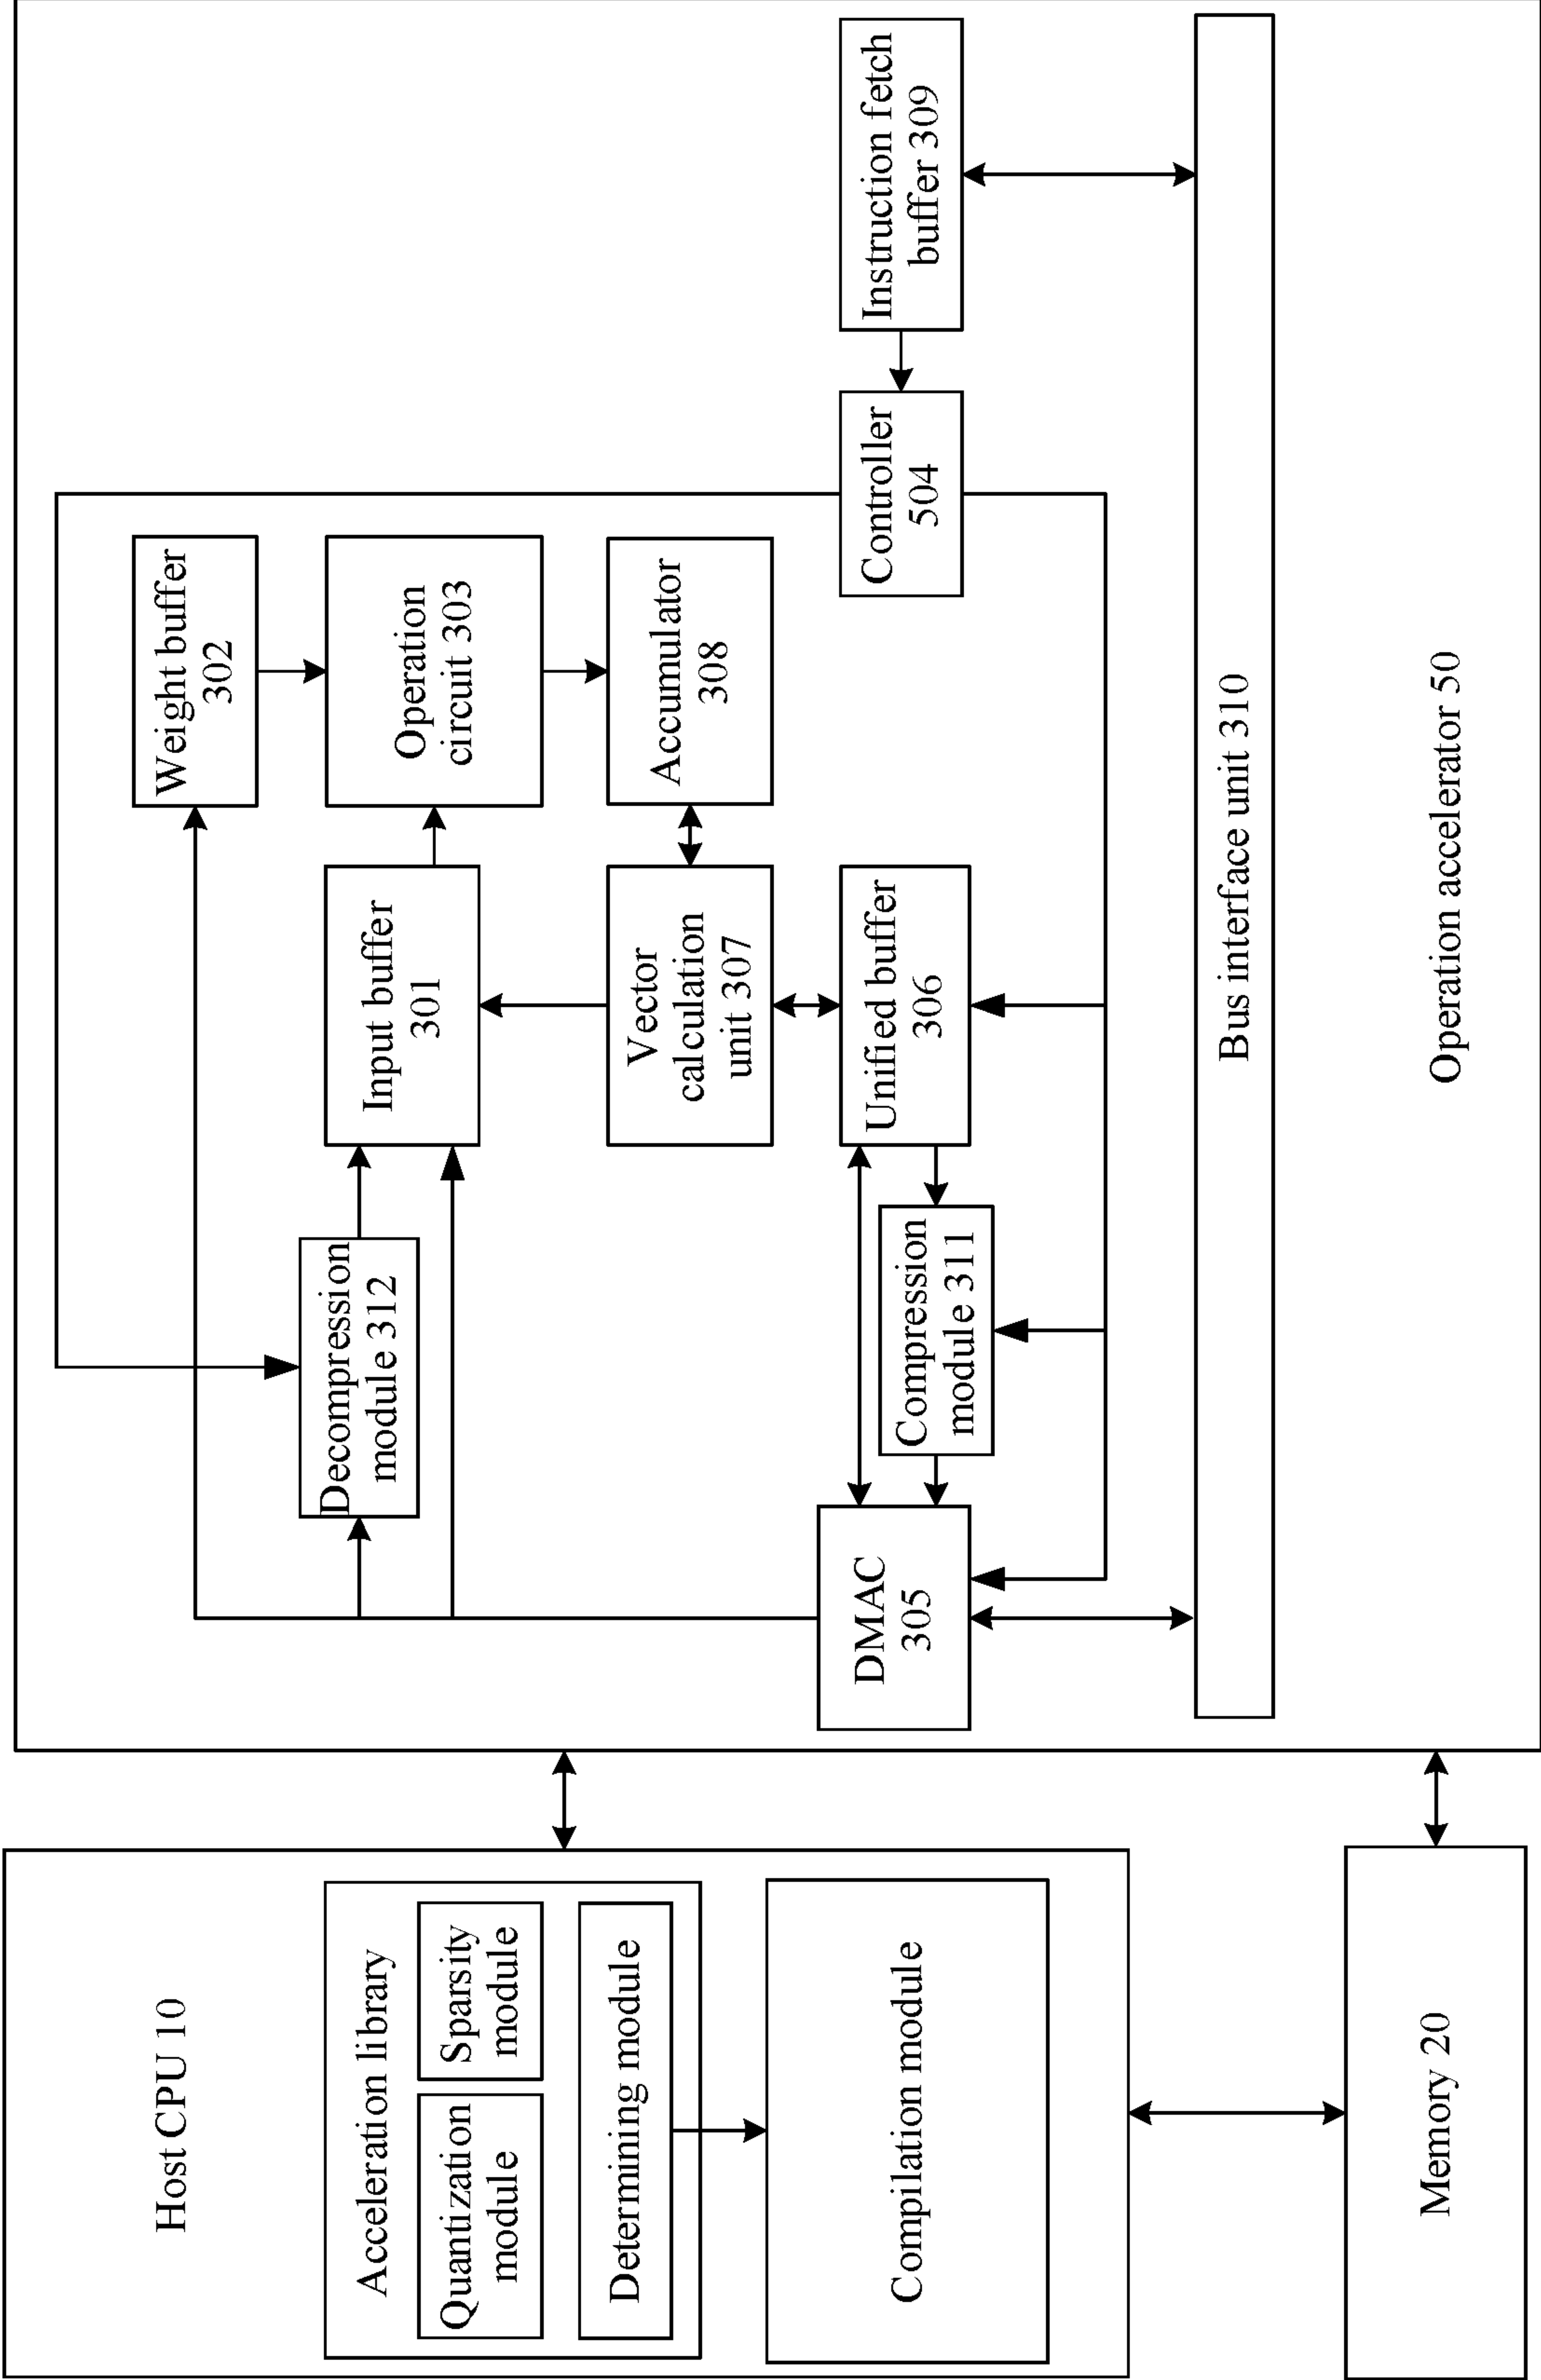 Host CPU 10
Acceleration library
Quantization
module
Sparsity
module
Determining module
Compilation module
Memory 20
Weight buffer
302
Decompression
module 312
Input buffer
301
Operation
circuit 303
Vector
calculation
unit 307
Accumulator
308
DMAC
305
Compression
module 311
Unified buffer
306
Controller
504
Instruction fetch
buffer 309
Bus interface unit 310
Operation accelerator 50